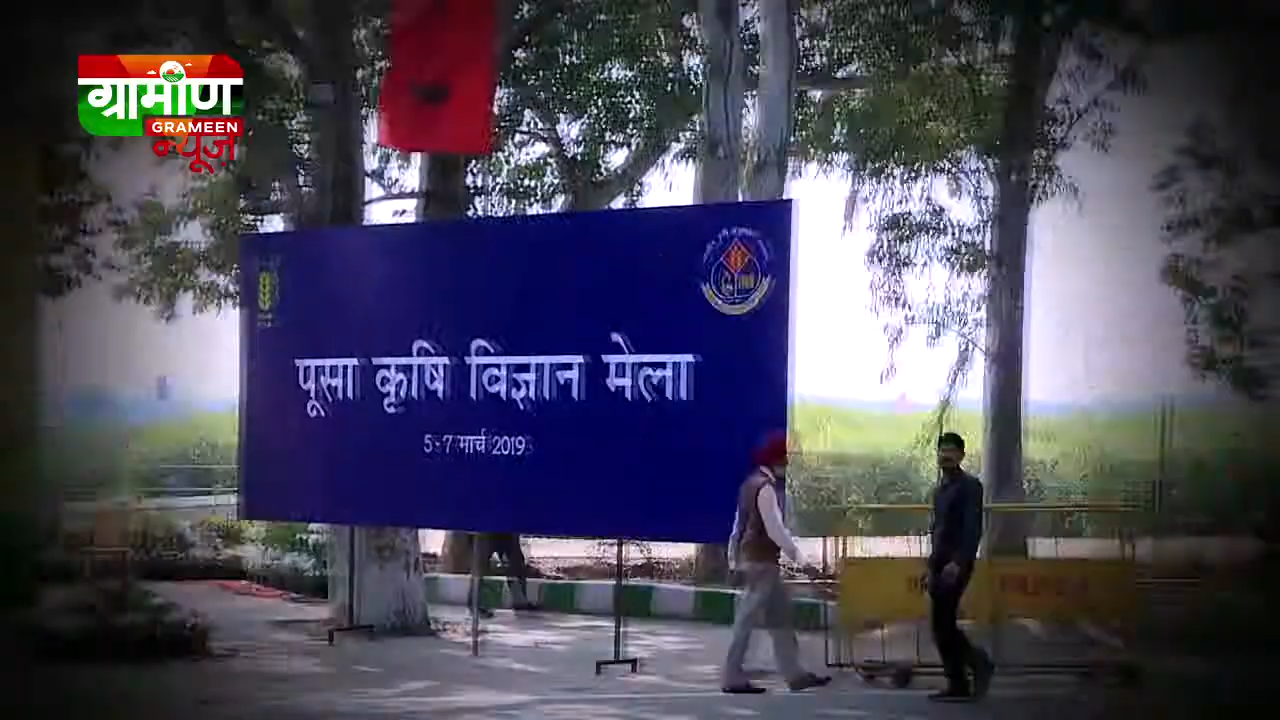 ग्रामीण
GRAMEEN
न्यूज
पूसा कृषि विज्ञान मेला
5-7 मार्च 2019